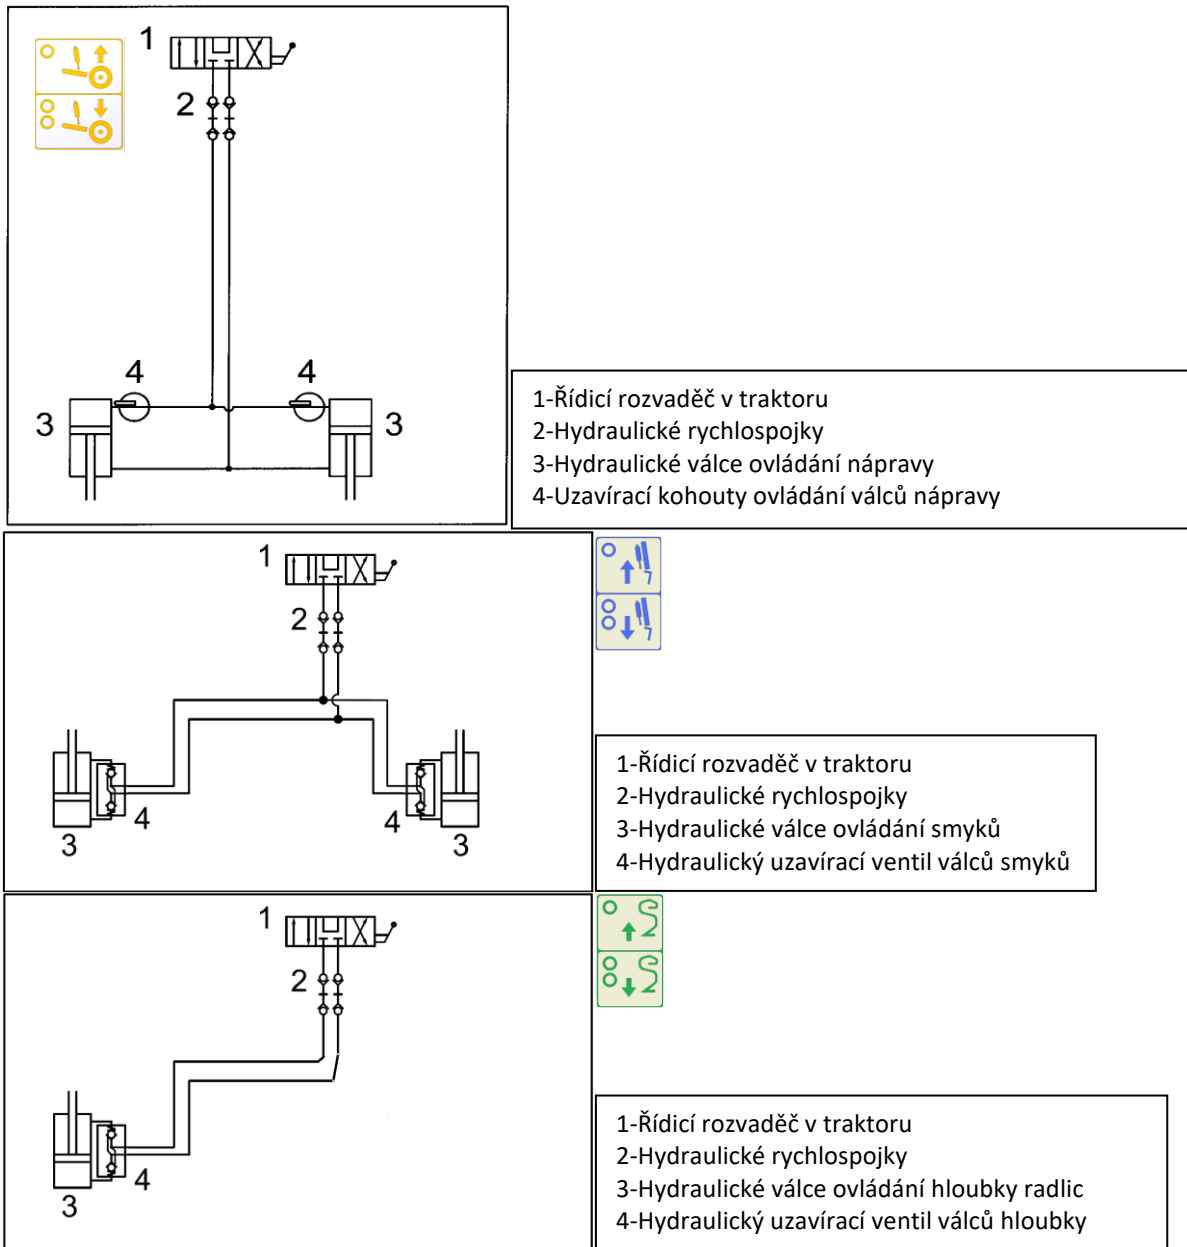 1
2
4
4
3
3
1-Řídicí rozvaděč v traktoru
2-Hydraulické rychlospojky
3-Hydraulické válce ovládání nápravy
4-Uzavírací kohouty ovládání válců nápravy
1
2
4
4
3
3
1-Řídicí rozvaděč v traktoru
2-Hydraulické rychlospojky
3-Hydraulické válce ovládání smyků
4-Hydraulický uzavírací ventil válců smyků
1
2
4
3
1-Řídicí rozvaděč v traktoru
2-Hydraulické rychlospojky
3-Hydraulické válce ovládání hloubky radlic
4-Hydraulický uzavírací ventil válců hloubky